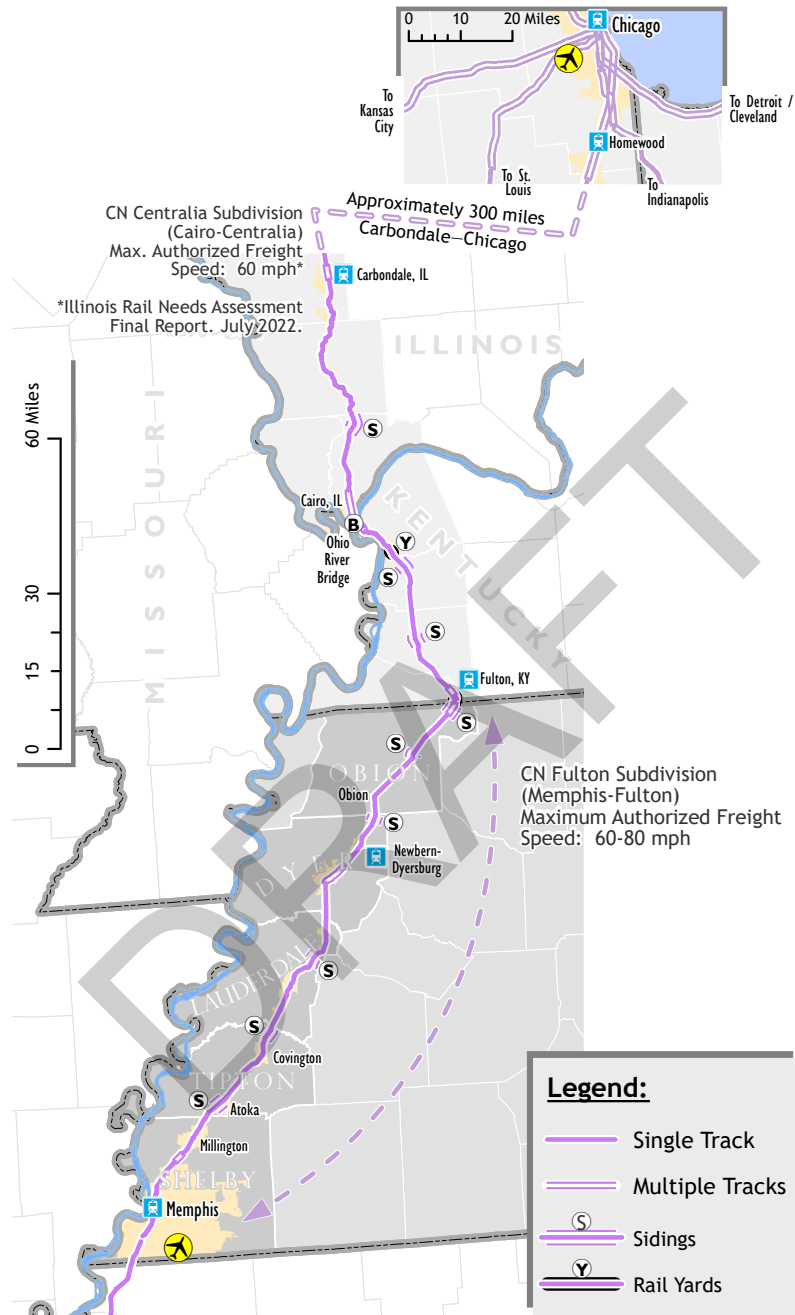 0 10 20 Miles
Chicago
To
Kansas
City
To Detroit /
Cleveland
Homewood
To St.
Louis
To
Indianapolis
Approximately 300 miles
Carbondale—Chicago
CN Centralia Subdivision
(Cairo-Centralia)
Max. Authorized Freight
Speed: 60 mph*
Carbondale, IL
*Illinois Rail Needs Assessment
Final Report. July 2022.
ILLINOIS
MISSOURI
60 Miles
30
15
0
S
KENTUCKY
Cairo, IL
B
Ohio
River
Bridge
Y
S
S
Fulton, KY
S
S
OBION
Obion
CN Fulton Subdivision
(Memphis-Fulton)
Maximum Authorized Freight
Speed: 60-80 mph
S
Newbern-
Dyersburg
DYER
S
LAUDERDALE
S
Covington
TIPTON
S
Atoka
Millington
SHELBY
Memphis
DRAFT
Legend:
Single Track
Multiple Tracks
S
Sidings
Y
Rail Yards